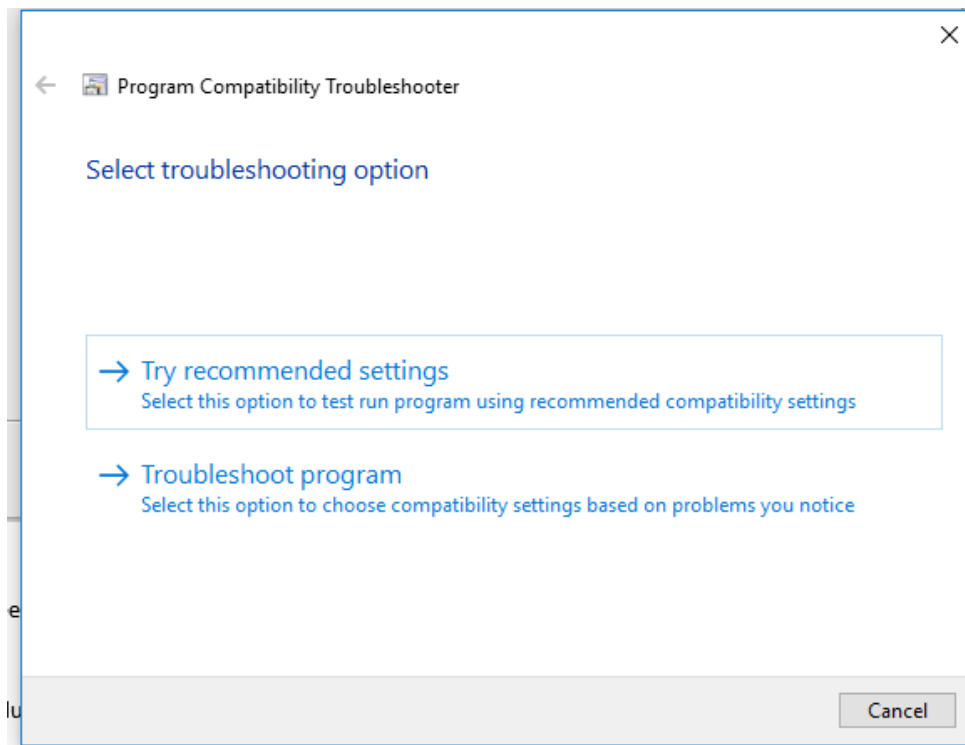 Program Compatibility Troubleshooter
Select troubleshooting option
Try recommended settings
Select this option to test run program using recommended compatibility settings
Troubleshoot program
Select this option to choose compatibility settings based on problems you notice
e
lu
Cancel